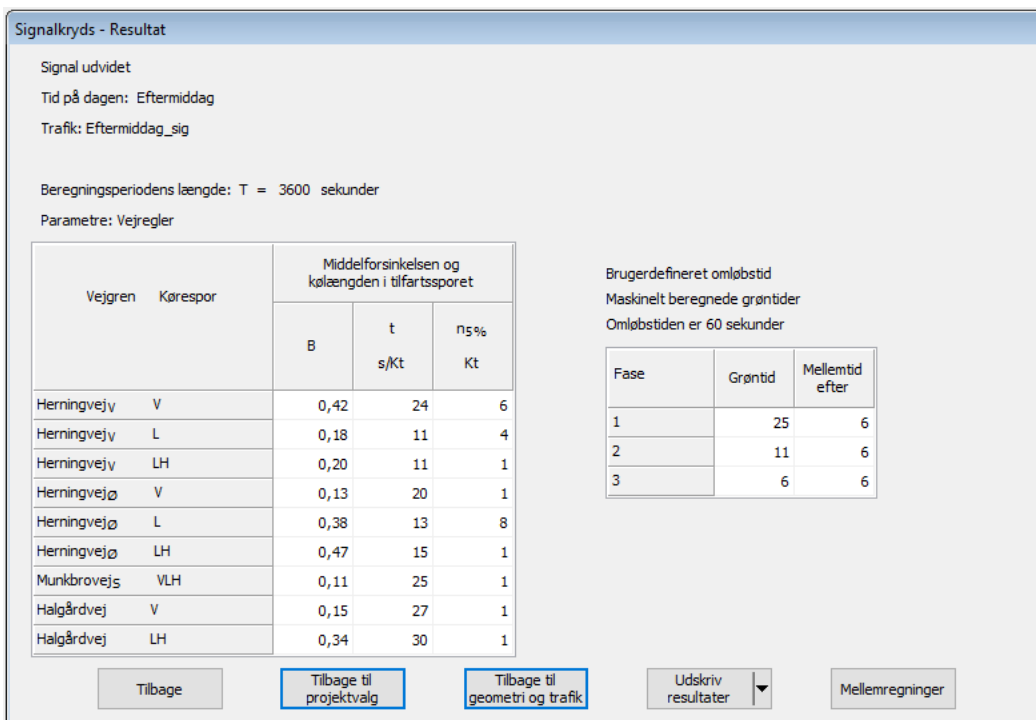 Signalkryds - Resultat
Signal udvidet
Tid på dagen: Eftermiddag
Trafik: Eftermiddag_sig
Beregningsperiodens længde: T = 3600 sekunder
Parametre: Vejregler
Vejgren Kørespor
Middelforsinkelsen og
kølængden i tilfartssporet
B
t
s/Kt
n5%
Kt
HerningvejV V 0,42 24 6
HerningvejV L 0,18 11 4
HerningvejV LH 0,20 11 1
HerningvejØ V 0,13 20 1
HerningvejØ L 0,38 13 8
HerningvejØ LH 0,47 15 1
MunkbrovejS VLH 0,11 25 1
Halgårdvej V 0,15 27 1
Halgårdvej LH 0,34 30 1
Brugerdefineret omløbstid
Maskinelt beregnede grøntider
Omløbstiden er 60 sekunder
Fase Grøntid Mellemtid
efter
1 25 6
2 11 6
3 6 6
Tilbage
Tilbage til
projektvalg
Tilbage til
geometri og trafik
Udskriv
resultater
Mellemregninger